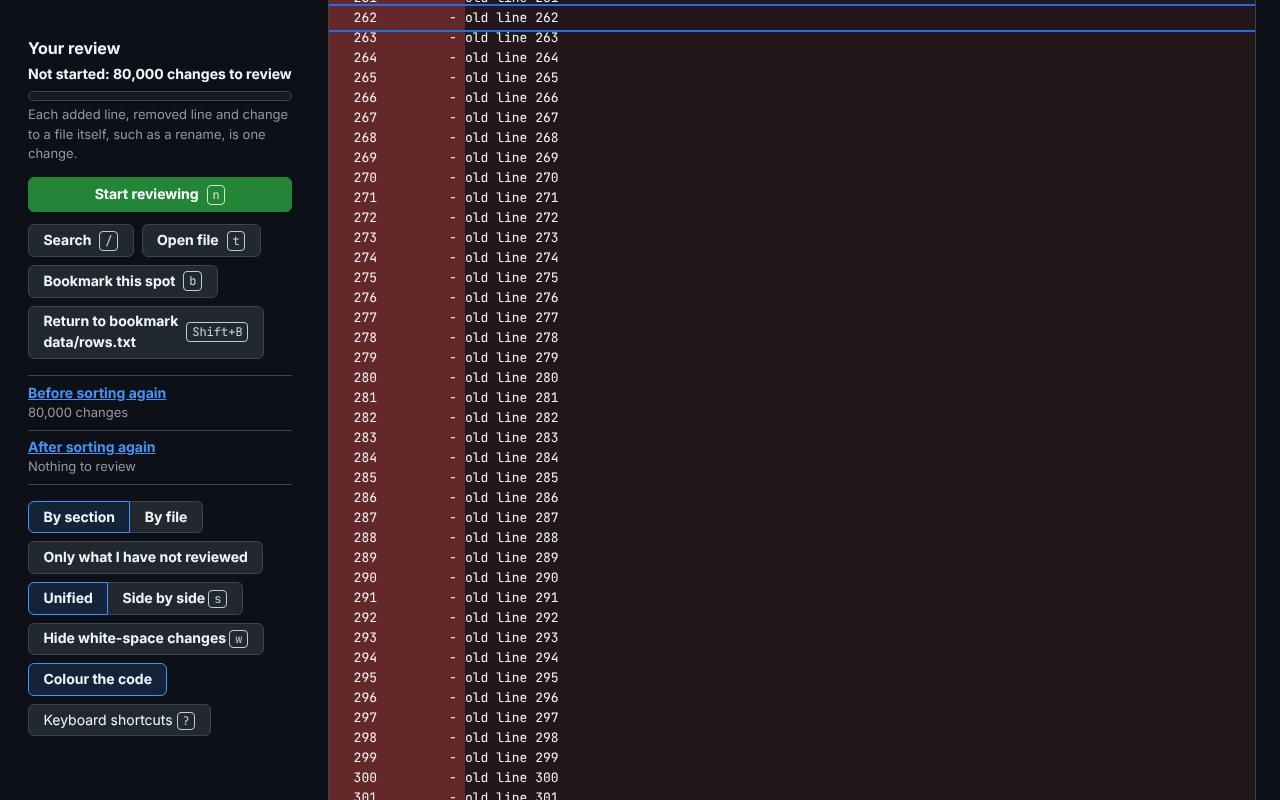 Your review
Not started: 80,000 changes to review
Each added line, removed line and change
to a file itself, such as a rename, is one
change.
Start reviewing n
Search / Open file t
Bookmark this spot b
Return to bookmark
data/rows.txt Shift+B
Before sorting again
80,000 changes
After sorting again
Nothing to review
By section By file
Only what I have not reviewed
Unified Side by side s
Hide white-space changes w
Colour the code
Keyboard shortcuts ?
262 - old line 262
263 - old line 263
264 - old line 264
265 - old line 265
266 - old line 266
267 - old line 267
268 - old line 268
269 - old line 269
270 - old line 270
271 - old line 271
272 - old line 272
273 - old line 273
274 - old line 274
275 - old line 275
276 - old line 276
277 - old line 277
278 - old line 278
279 - old line 279
280 - old line 280
281 - old line 281
282 - old line 282
283 - old line 283
284 - old line 284
285 - old line 285
286 - old line 286
287 - old line 287
288 - old line 288
289 - old line 289
290 - old line 290
291 - old line 291
292 - old line 292
293 - old line 293
294 - old line 294
295 - old line 295
296 - old line 296
297 - old line 297
298 - old line 298
299 - old line 299
300 - old line 300
301 - old line 301